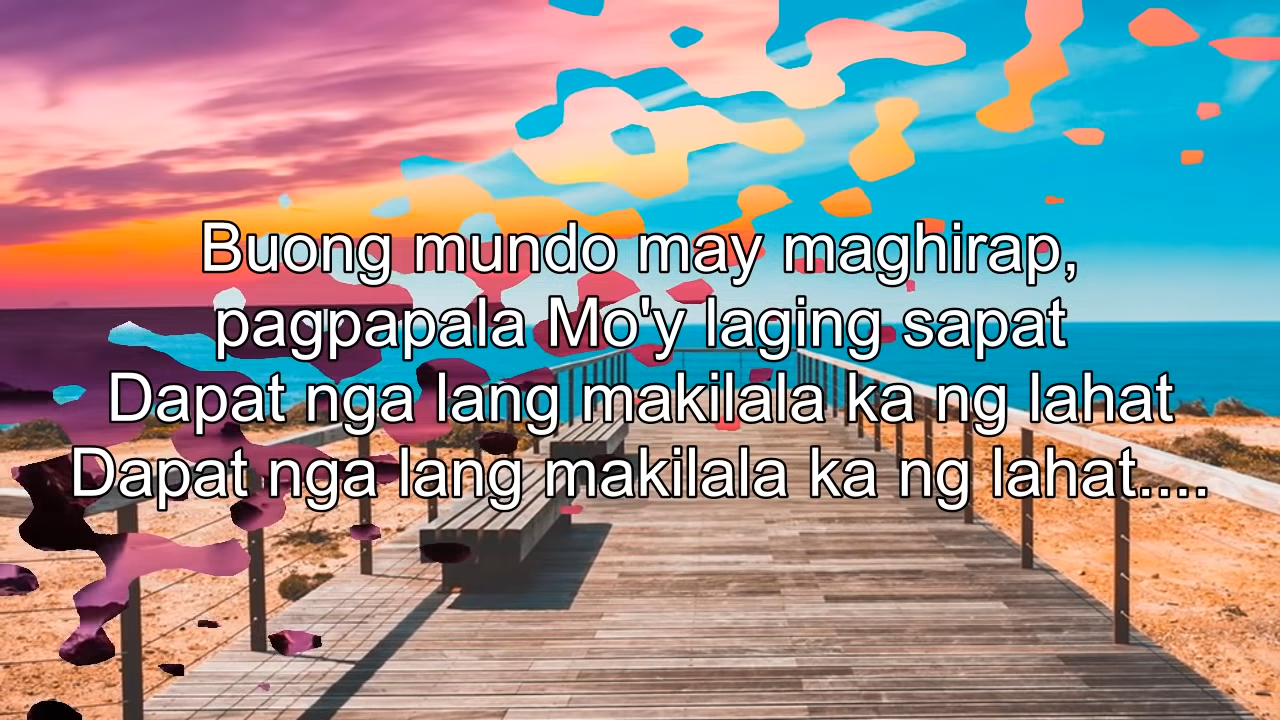 Buong mundo may maghirap,
pagpapala Mo'y laging sapat
Dapat nga lang makilala ka ng lahat
Dapat nga lang makilala ka ng lahat....